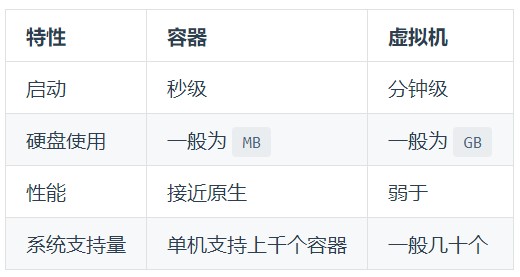 特性 容器 虚拟机
启动 秒级 分钟级
硬盘使用 一般为 MB 一般为 GB
性能 接近原生 弱于
系统支持量 单机支持上千个容器 一般几十个